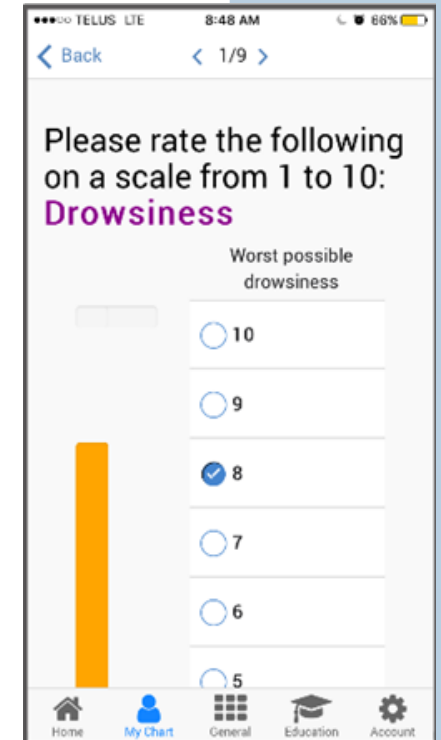 TELUS LTE 8:48 AM 66%
Back 1/9
Please rate the following
on a scale from 1 to 10:
Drowsiness
Worst possible
drowsiness
10
9
8
7
6
5
Home My Chart General Education Account